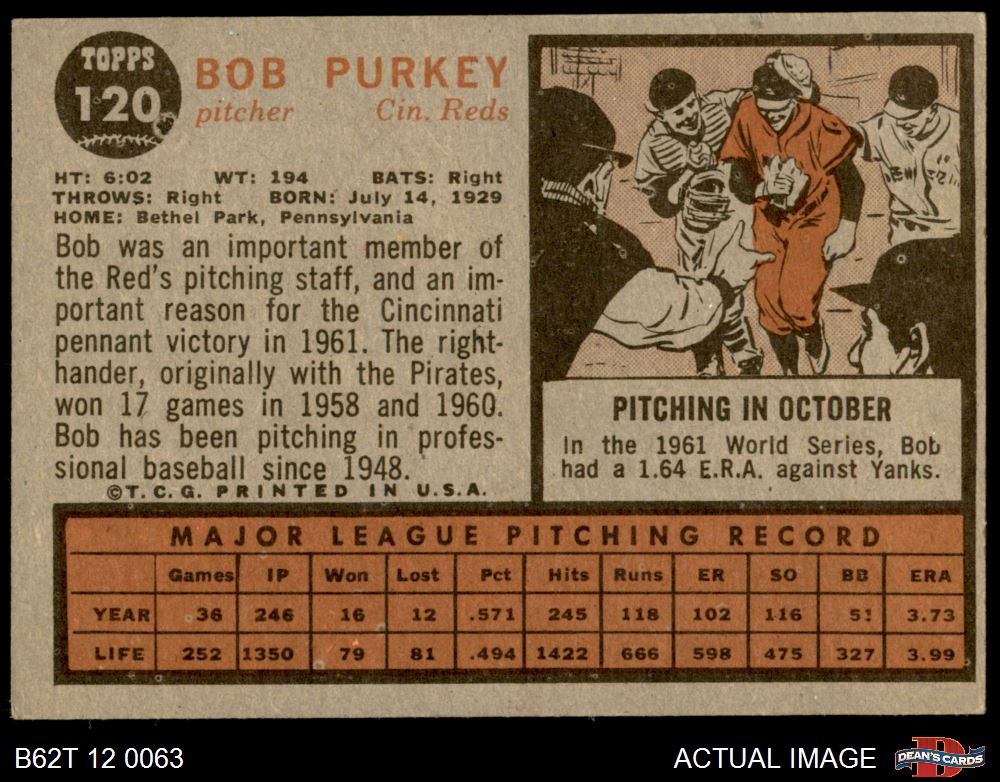 TOPPS
120
BOB PURKEY
pitcher Cin. Reds
HT: 6:02 WT: 194 BATS: Right
THROWS: Right BORN: July 14, 1929
HOME: Bethel Park, Pennsylvania
Bob was an important member of
the Red's pitching staff, and an im-
portant reason for the Cincinnati
pennant victory in 1961. The right-
hander, originally with the Pirates,
won 17 games in 1958 and 1960.
Bob has been pitching in profes-
sional baseball since 1948.
©T.C.G. PRINTED IN U.S.A.
PITCHING IN OCTOBER
In the 1961 World Series, Bob
had a 1.64 E.R.A. against Yanks.
MAJOR LEAGUE PITCHING RECORD
Games IP Won Lost Pct Hits Runs ER SO BB ERA
YEAR 36 246 16 12 .571 245 118 102 116 51 3.73
LIFE 252 1350 79 81 .494 1422 666 598 475 327 3.99
B62T 12 0063
ACTUAL IMAGE
D
DEAN'S CARDS